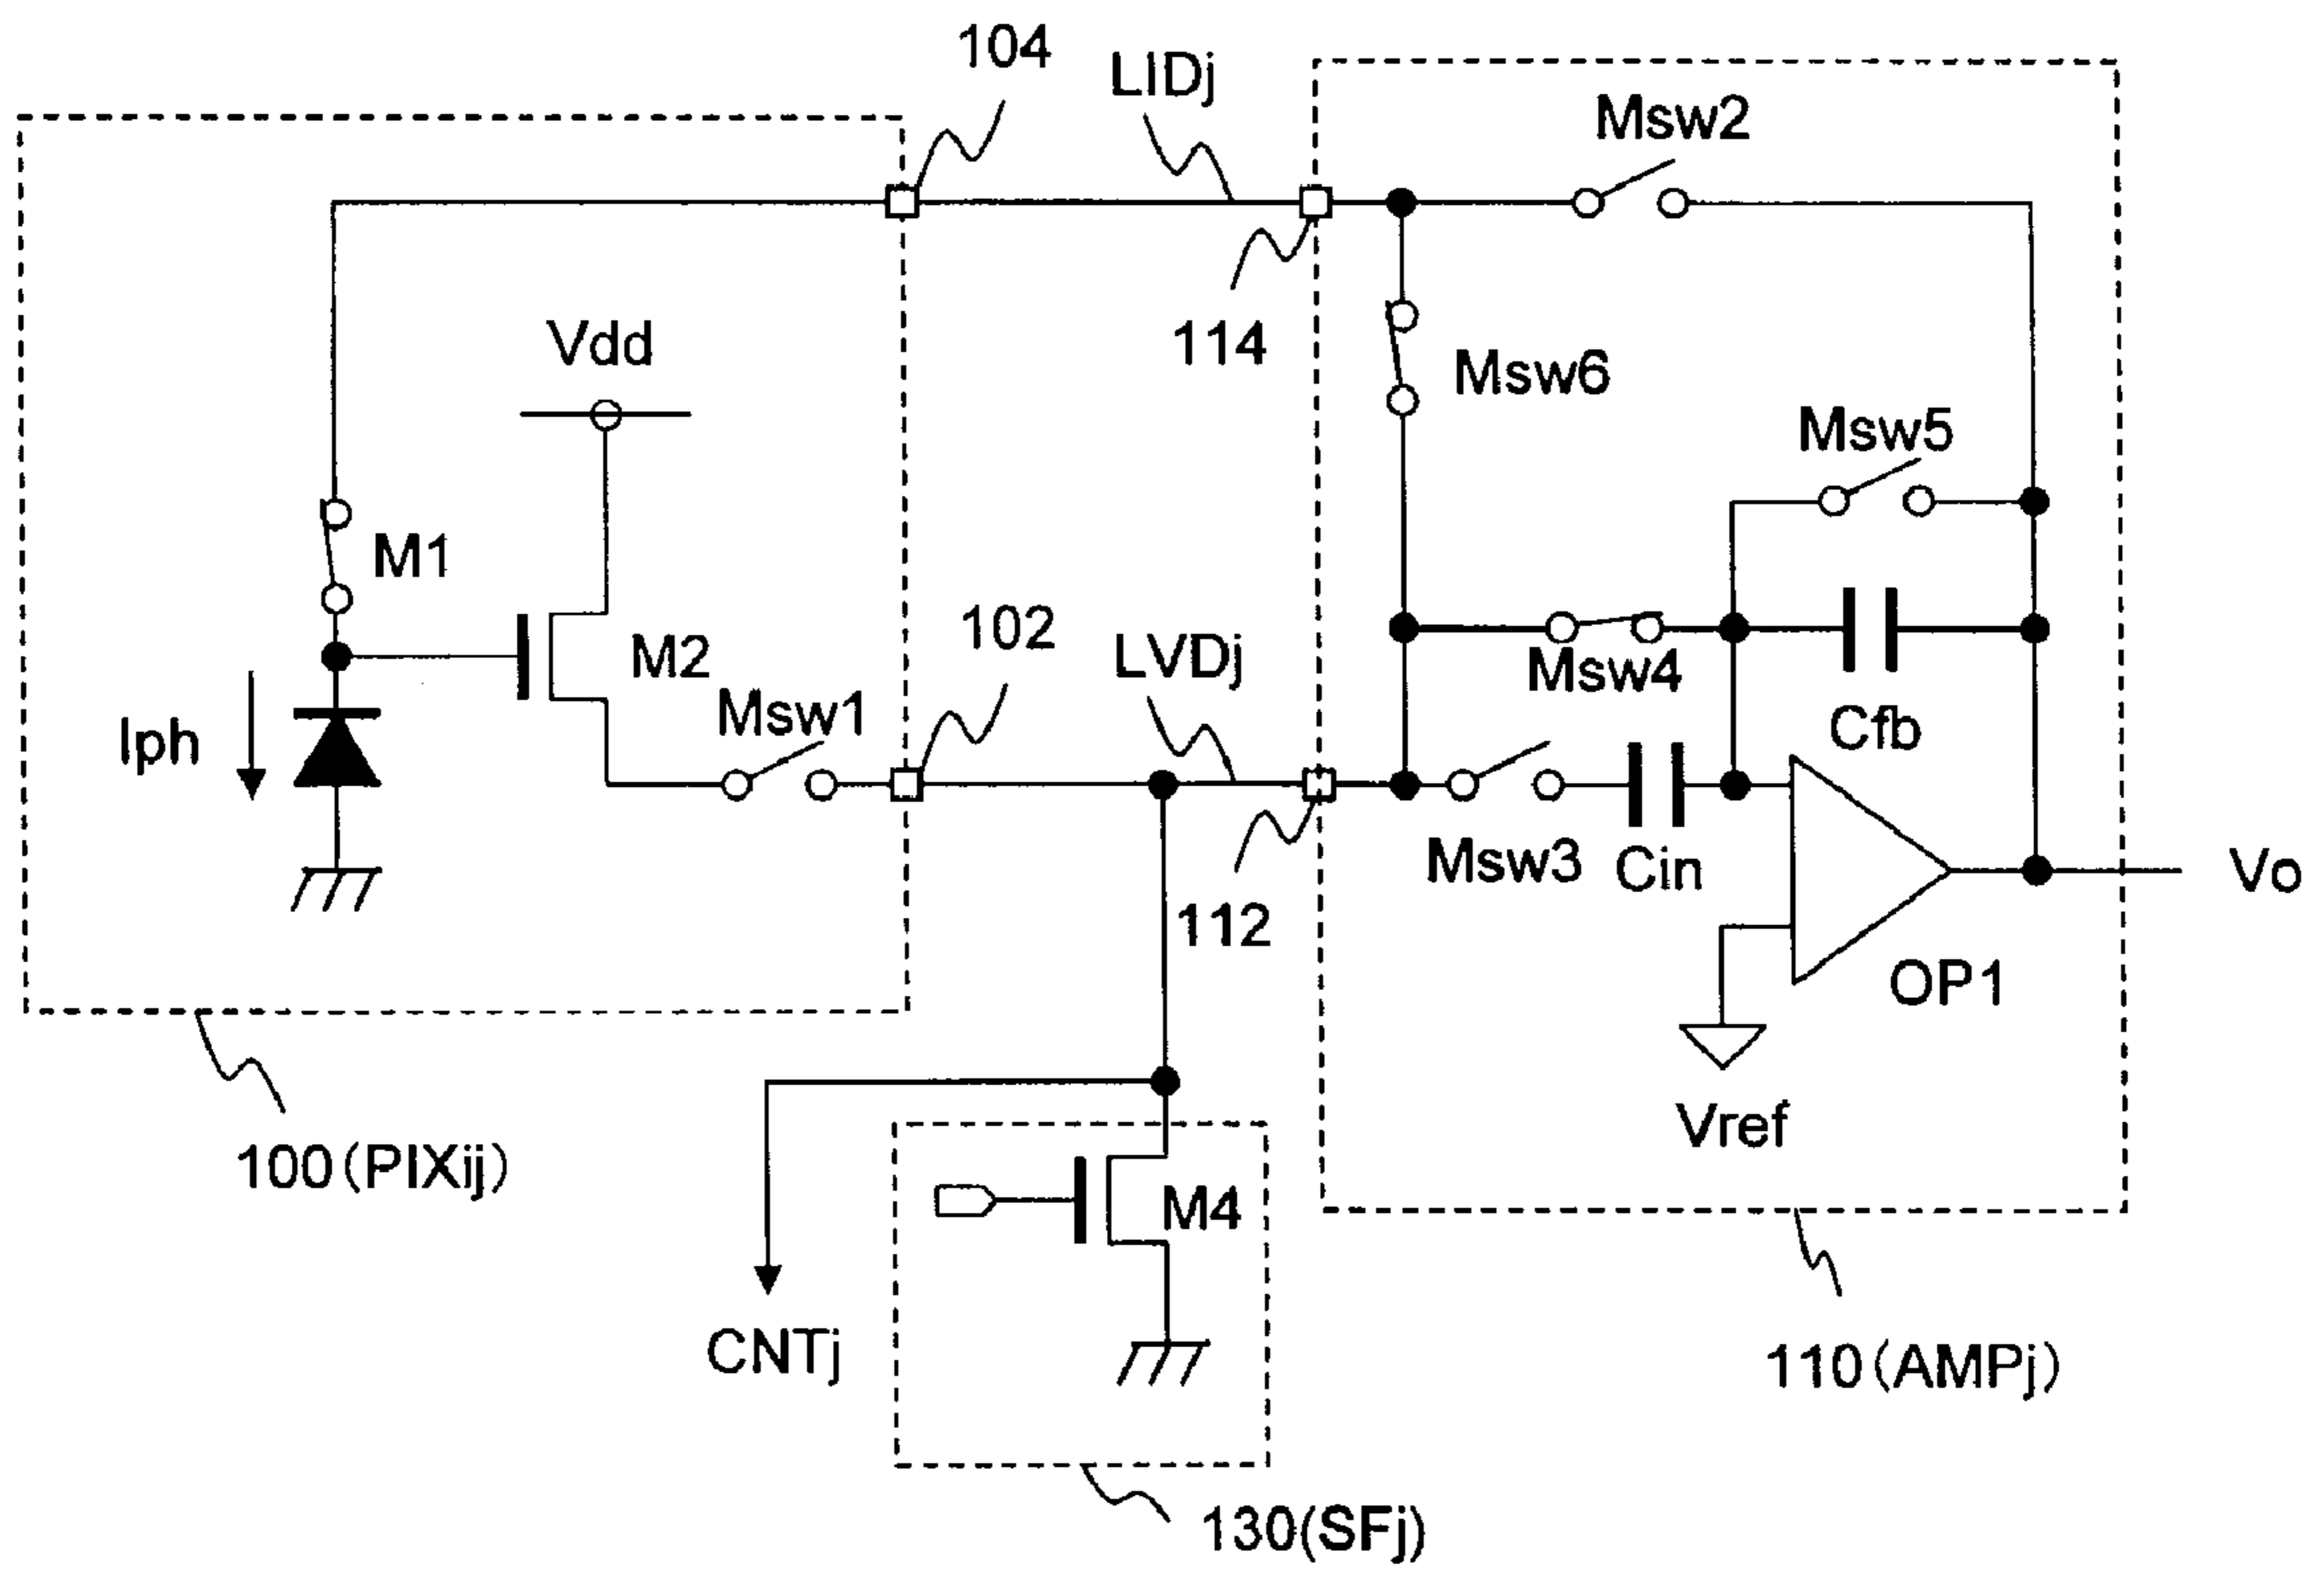 104
LIDj
Msw2
Vdd
114
Msw6
Msw5
M1
102
LVDj
M2
Msw4
Msw1
Iph
Cfb
Msw3
Cin
Vo
112
OP1
Vref
100(PIXij)
M4
CNTj
110(AMPj)
130(SFj)